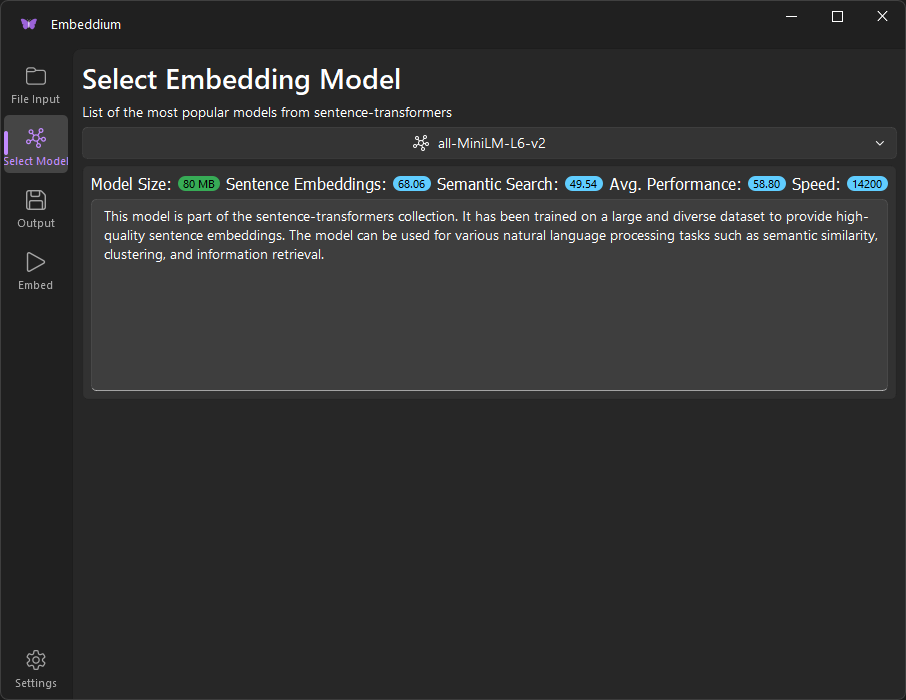 Embeddium
File Input
Select Model
Output
Embed
Settings
Select Embedding Model
List of the most popular models from sentence-transformers
all-MiniLM-L6-v2
Model Size: 80 MB Sentence Embeddings: 68.06 Semantic Search: 49.54 Avg. Performance: 58.80 Speed: 14200
This model is part of the sentence-transformers collection. It has been trained on a large and diverse dataset to provide high-
quality sentence embeddings. The model can be used for various natural language processing tasks such as semantic similarity,
clustering, and information retrieval.